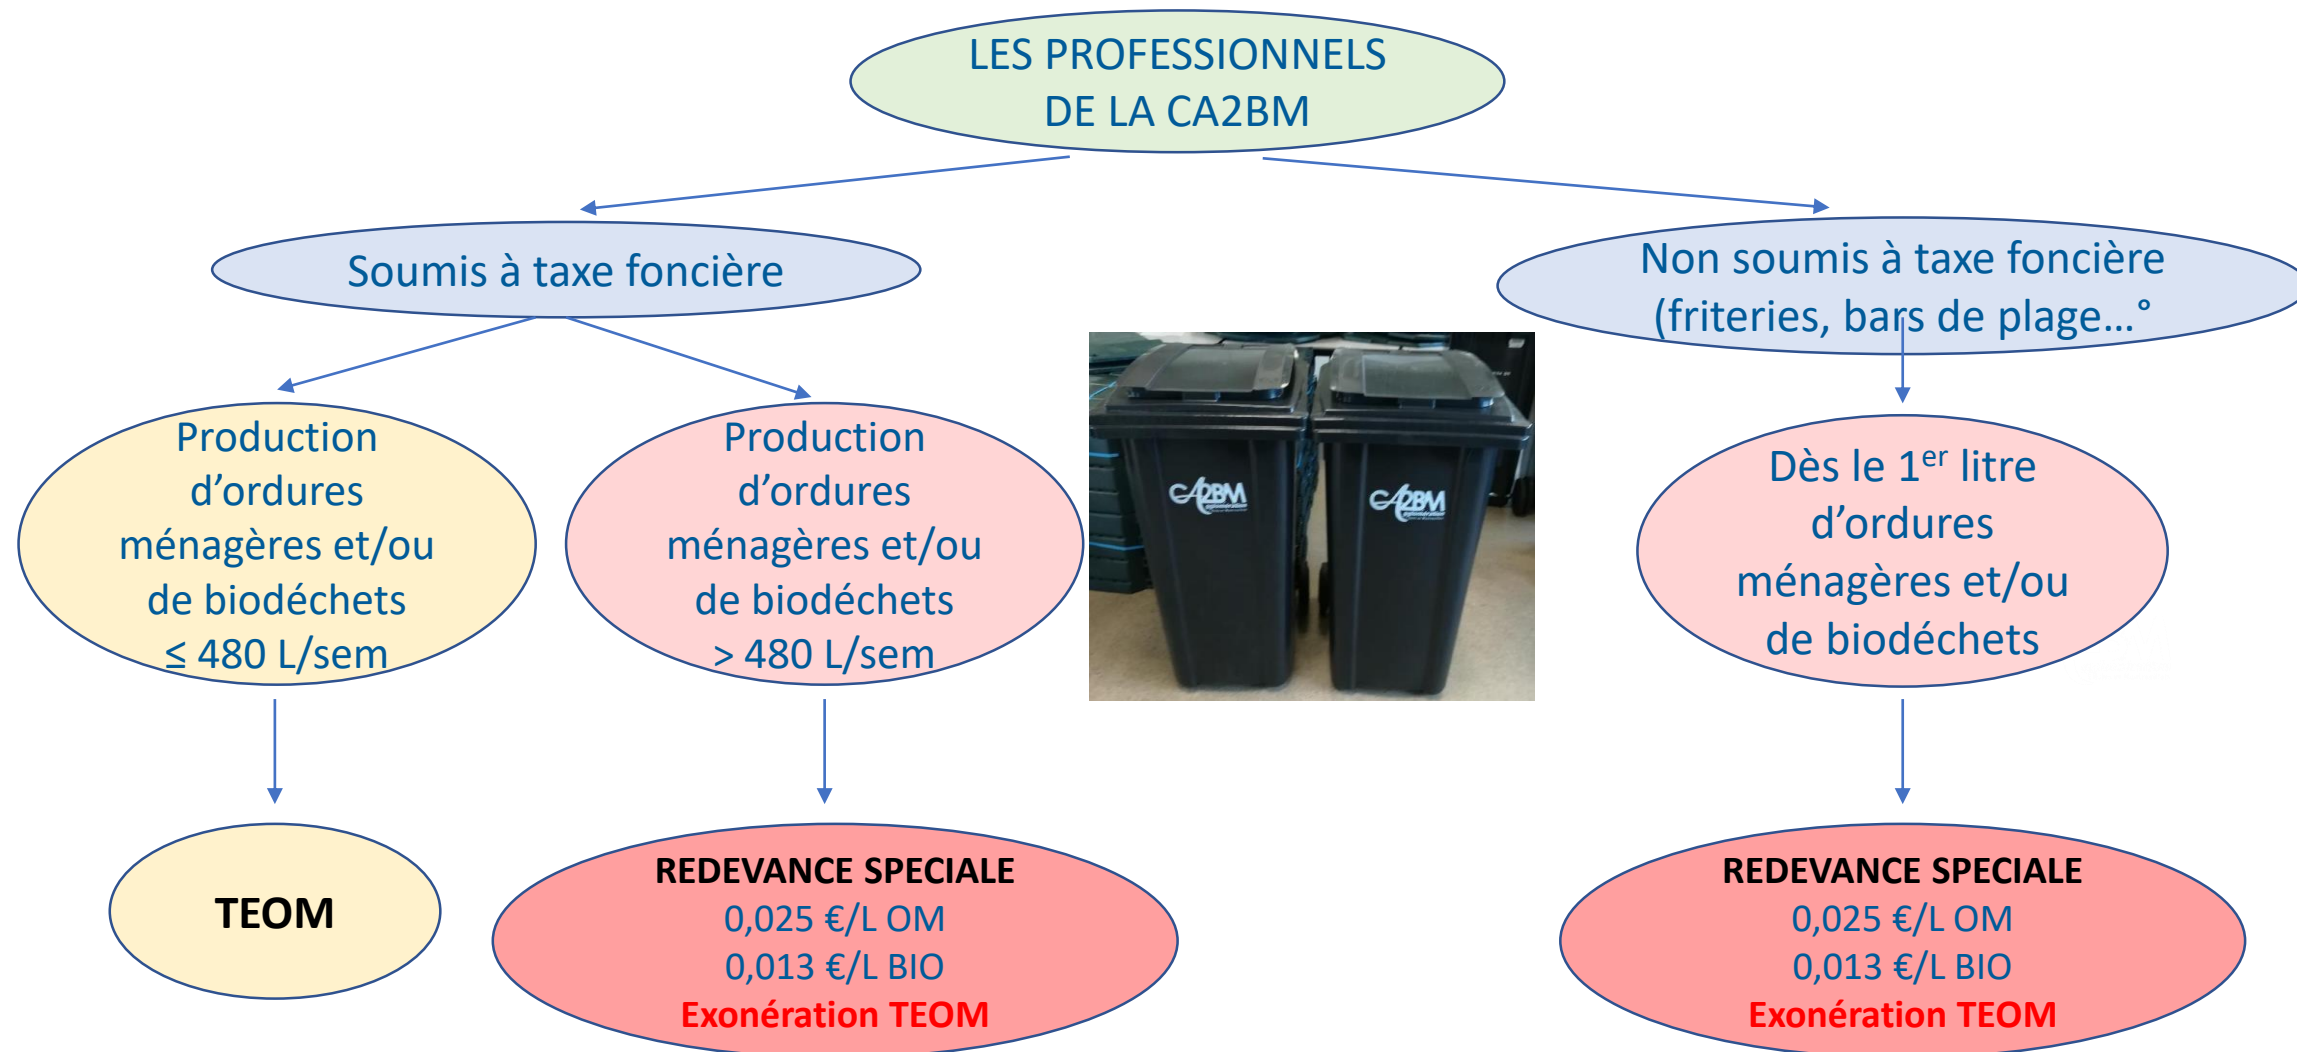 LES PROFESSIONNELS
DE LA CA2BM
Soumis à taxe foncière
Non soumis à taxe foncière
(friteries, bars de plage…°
Production
d’ordures
ménagères et/ou
de biodéchets
≤ 480 L/sem
Production
d’ordures
ménagères et/ou
de biodéchets
> 480 L/sem
CA2BM
CA2BM
Dès le 1er litre
d’ordures
ménagères et/ou
de biodéchets
TEOM
REDEVANCE SPECIALE
0,025 €/L OM
0,013 €/L BIO
Exonération TEOM
REDEVANCE SPECIALE
0,025 €/L OM
0,013 €/L BIO
Exonération TEOM